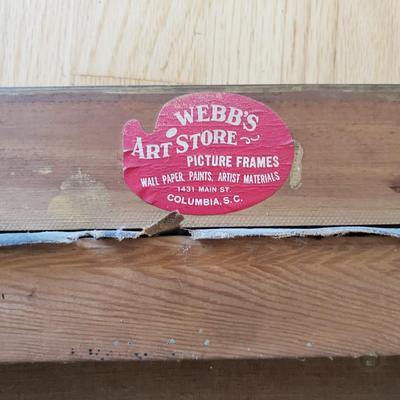 WEBB'S
ART STORE
PICTURE FRAMES
WALL PAPER, PAINTS, ARTIST MATERIALS
1431 MAIN ST.
COLUMBIA, S.C.